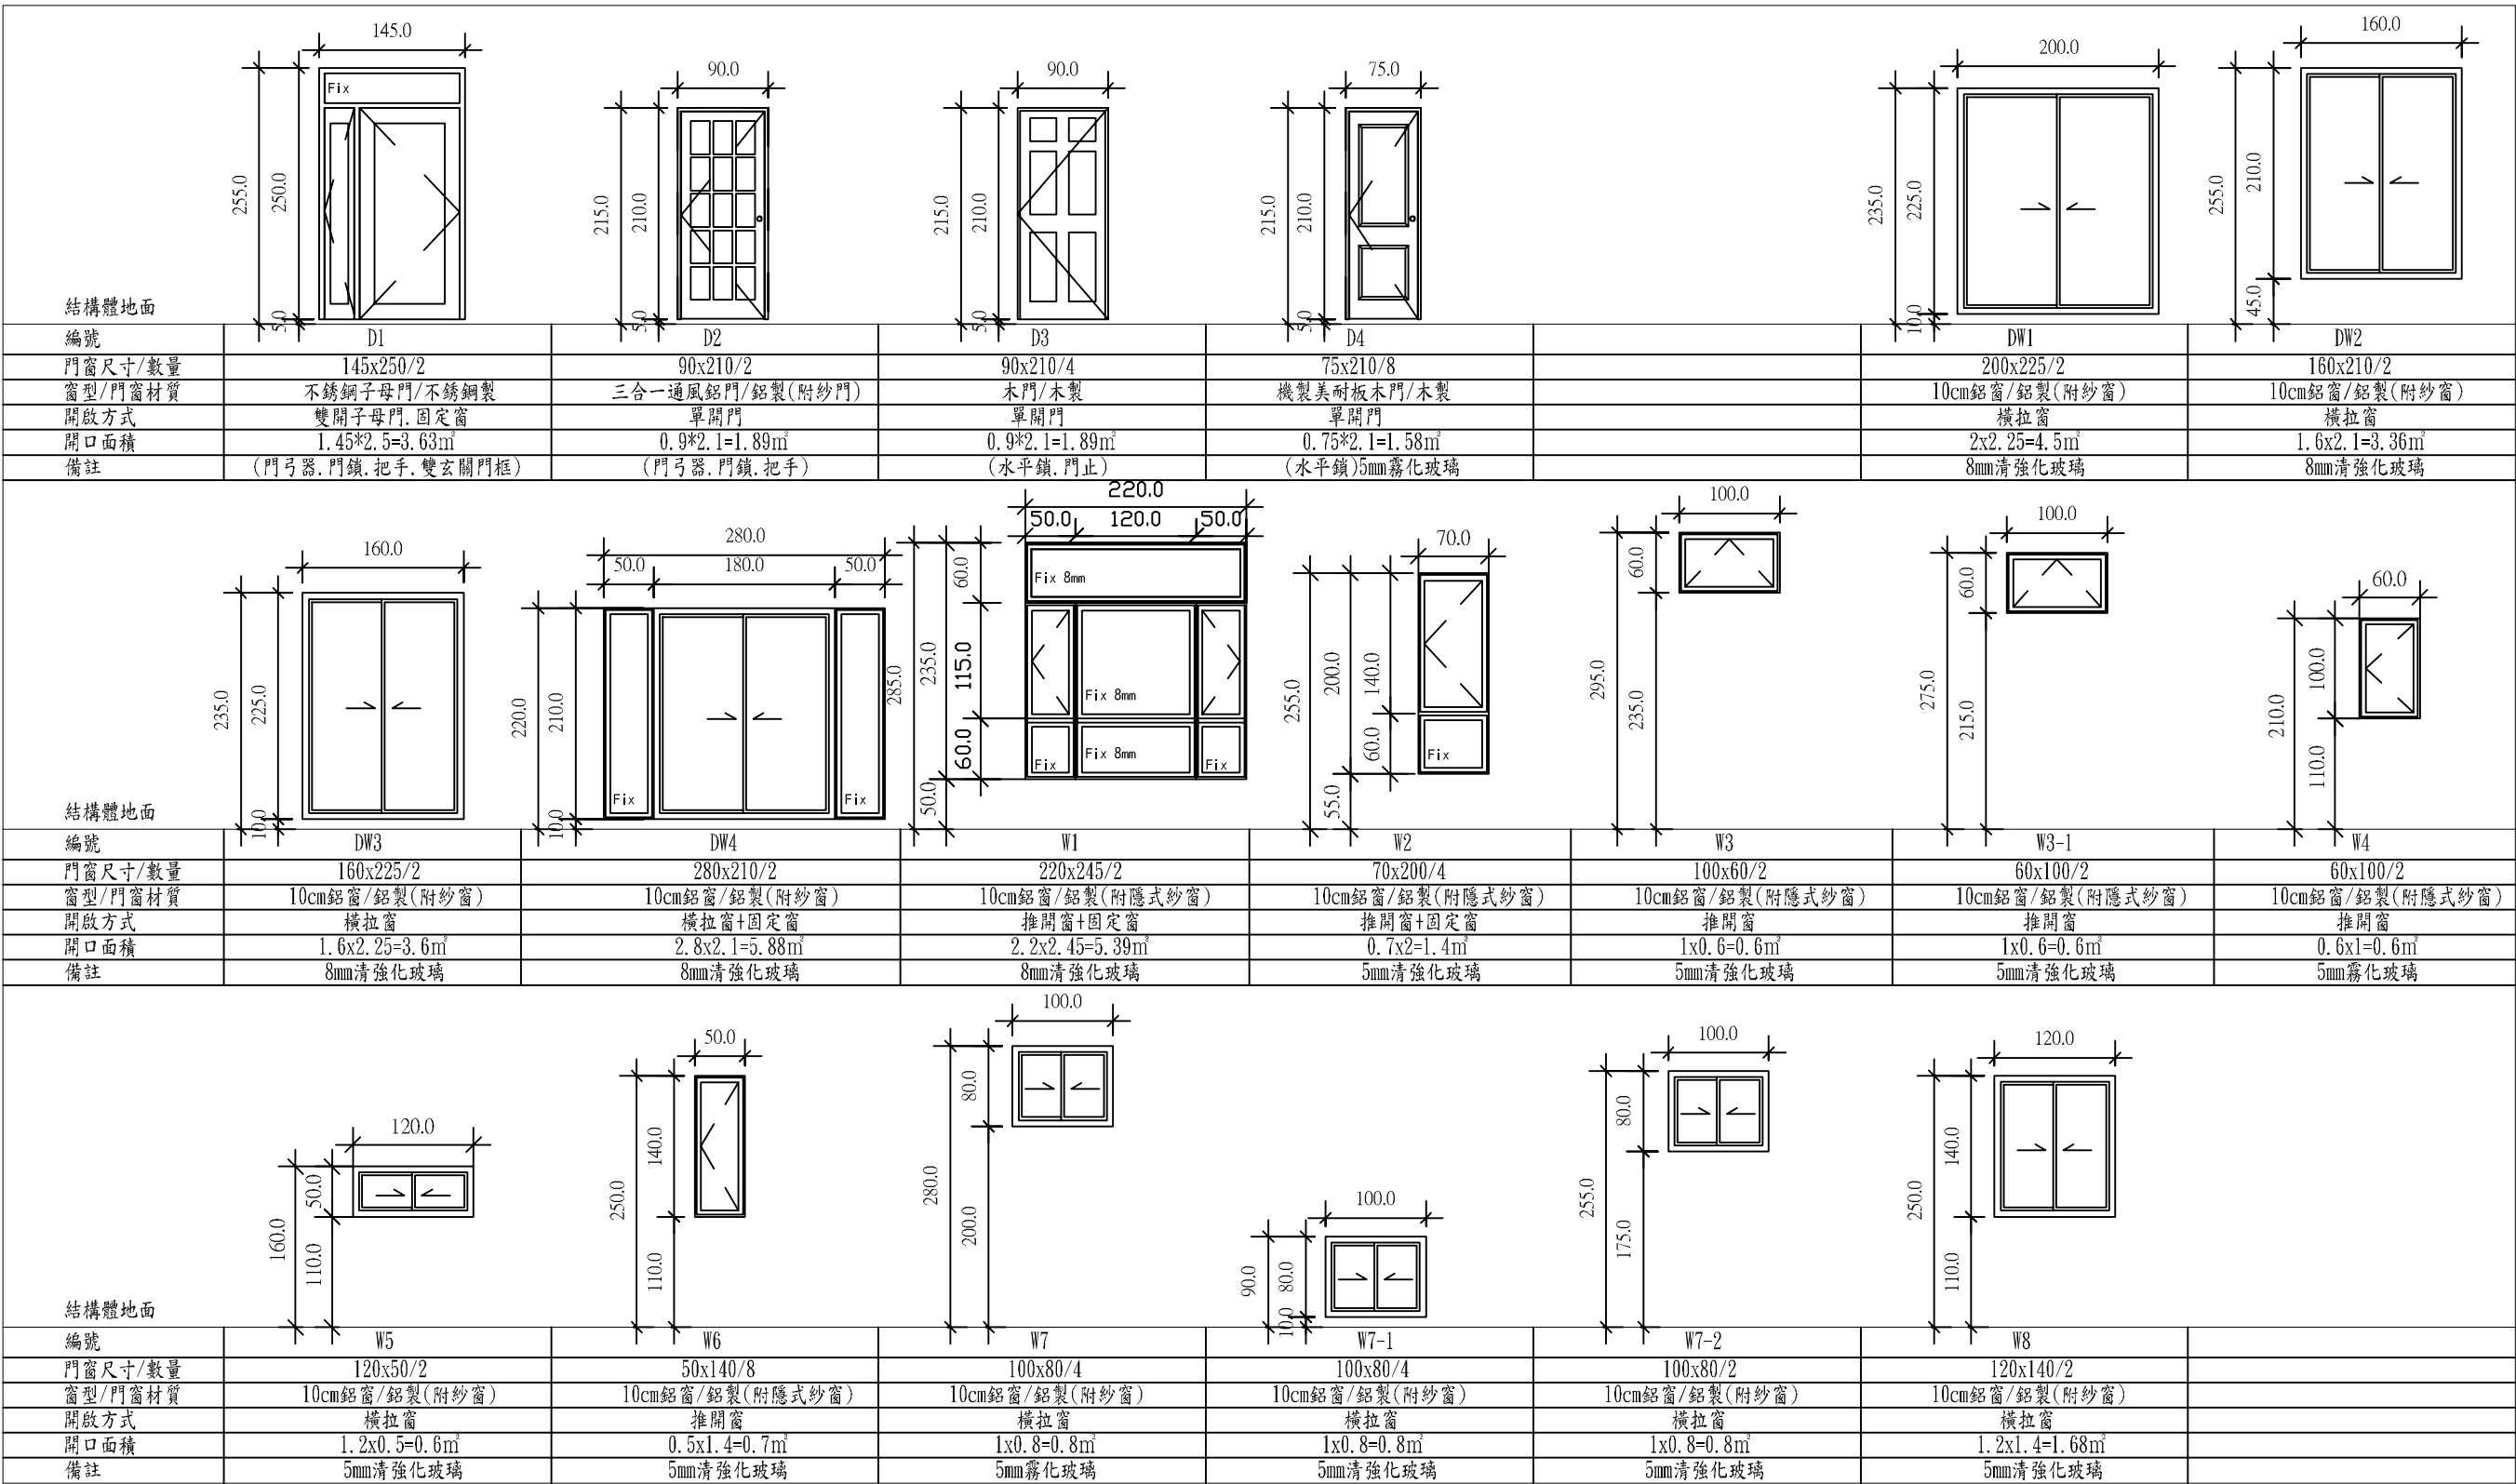 145.0
90.0
90.0
75.0
200.0
160.0
Fix
255.0
250.0
5.0
215.0
210.0
5.0
215.0
210.0
5.0
215.0
210.0
5.0
235.0
225.0
10.0
255.0
210.0
45.0
結構體地面
編號 D1 D2 D3 D4 DW1 DW2
門窗尺寸/數量 145x250/2 90x210/2 90x210/4 75x210/8 200x225/2 160x210/2
窗型/門窗材質 不銹鋼子母門/不銹鋼製 三合一通風鋁門/鋁製(附紗門) 木門/木製 機製美耐板木門/木製 10cm鋁窗/鋁製(附紗窗) 10cm鋁窗/鋁製(附紗窗)
開啟方式 雙開子母門.固定窗 單開門 單開門 單開門 橫拉窗 橫拉窗
開口面積 1.45*2.5=3.63㎡ 0.9*2.1=1.89㎡ 0.9*2.1=1.89㎡ 0.75*2.1=1.58㎡ 2x2.25=4.5㎡ 1.6x2.1=3.36㎡
備註 (門弓器.門鎖.把手.雙玄關門框) (門弓器.門鎖.把手) (水平鎖.門止) (水平鎖)5mm霧化玻璃 8mm清強化玻璃 8mm清強化玻璃
160.0
280.0
50.0 180.0 50.0
220.0
50.0 120.0 50.0
70.0
100.0
100.0
60.0
235.0
225.0
10.0
220.0
210.0
10.0
Fix
Fix
285.0
235.0
50.0
60.0
115.0
60.0
Fix 8mm
Fix 8mm
Fix
Fix 8mm
Fix
255.0
200.0
55.0
140.0
60.0
Fix
295.0
60.0
235.0
275.0
60.0
215.0
210.0
100.0
110.0
結構體地面
編號 DW3 DW4 W1 W2 W3 W3-1 W4
門窗尺寸/數量 160x225/2 280x210/2 220x245/2 70x200/4 100x60/2 60x100/2 60x100/2
窗型/門窗材質 10cm鋁窗/鋁製(附紗窗) 10cm鋁窗/鋁製(附紗窗) 10cm鋁窗/鋁製(附隱式紗窗) 10cm鋁窗/鋁製(附隱式紗窗) 10cm鋁窗/鋁製(附隱式紗窗) 10cm鋁窗/鋁製(附隱式紗窗) 10cm鋁窗/鋁製(附隱式紗窗)
開啟方式 橫拉窗 橫拉窗+固定窗 推開窗+固定窗 推開窗+固定窗 推開窗 推開窗 推開窗
開口面積 1.6x2.25=3.6㎡ 2.8x2.1=5.88㎡ 2.2x2.45=5.39㎡ 0.7x2=1.4㎡ 1x0.6=0.6㎡ 1x0.6=0.6㎡ 0.6x1=0.6㎡
備註 8mm清強化玻璃 8mm清強化玻璃 8mm清強化玻璃 5mm清強化玻璃 5mm清強化玻璃 5mm清強化玻璃 5mm霧化玻璃
120.0
50.0
100.0
100.0
100.0
120.0
160.0
50.0
110.0
250.0
140.0
110.0
280.0
80.0
200.0
90.0
80.0
10.0
255.0
80.0
175.0
250.0
140.0
110.0
結構體地面
編號 W5 W6 W7 W7-1 W7-2 W8
門窗尺寸/數量 120x50/2 50x140/8 100x80/4 100x80/4 100x80/2 120x140/2
窗型/門窗材質 10cm鋁窗/鋁製(附紗窗) 10cm鋁窗/鋁製(附隱式紗窗) 10cm鋁窗/鋁製(附紗窗) 10cm鋁窗/鋁製(附紗窗) 10cm鋁窗/鋁製(附紗窗) 10cm鋁窗/鋁製(附紗窗)
開啟方式 橫拉窗 推開窗 橫拉窗 橫拉窗 橫拉窗 橫拉窗
開口面積 1.2x0.5=0.6㎡ 0.5x1.4=0.7㎡ 1x0.8=0.8㎡ 1x0.8=0.8㎡ 1x0.8=0.8㎡ 1.2x1.4=1.68㎡
備註 5mm清強化玻璃 5mm清強化玻璃 5mm霧化玻璃 5mm清強化玻璃 5mm清強化玻璃 5mm清強化玻璃